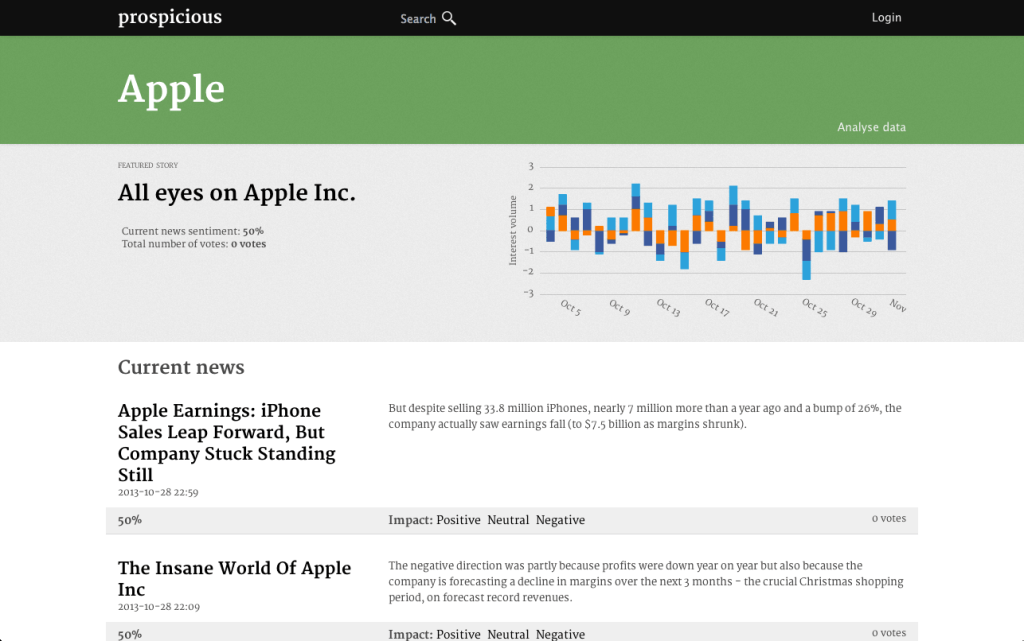 prospicious
Search
Login
Apple
Analyse data
FEATURED STORY
All eyes on Apple Inc.
Current news sentiment: 50%
Total number of votes: 0 votes
Interest volume
3
2
1
0
−1
−2
−3
Oct 5
Oct 9
Oct 13
Oct 17
Oct 21
Oct 25
Oct 29
Nov
Current news
Apple Earnings: iPhone
Sales Leap Forward, But
Company Stuck Standing
Still
2013-10-28 22:59
But despite selling 33.8 million iPhones, nearly 7 million more than a year ago and a bump of 26%, the
company actually saw earnings fall (to $7.5 billion as margins shrunk).
50%
Impact: Positive Neutral Negative
0 votes
The Insane World Of Apple
Inc
2013-10-28 22:09
The negative direction was partly because profits were down year on year but also because the
company is forecasting a decline in margins over the next 3 months - the crucial Christmas shopping
period, on forecast record revenues.
50%
Impact: Positive Neutral Negative
0 votes